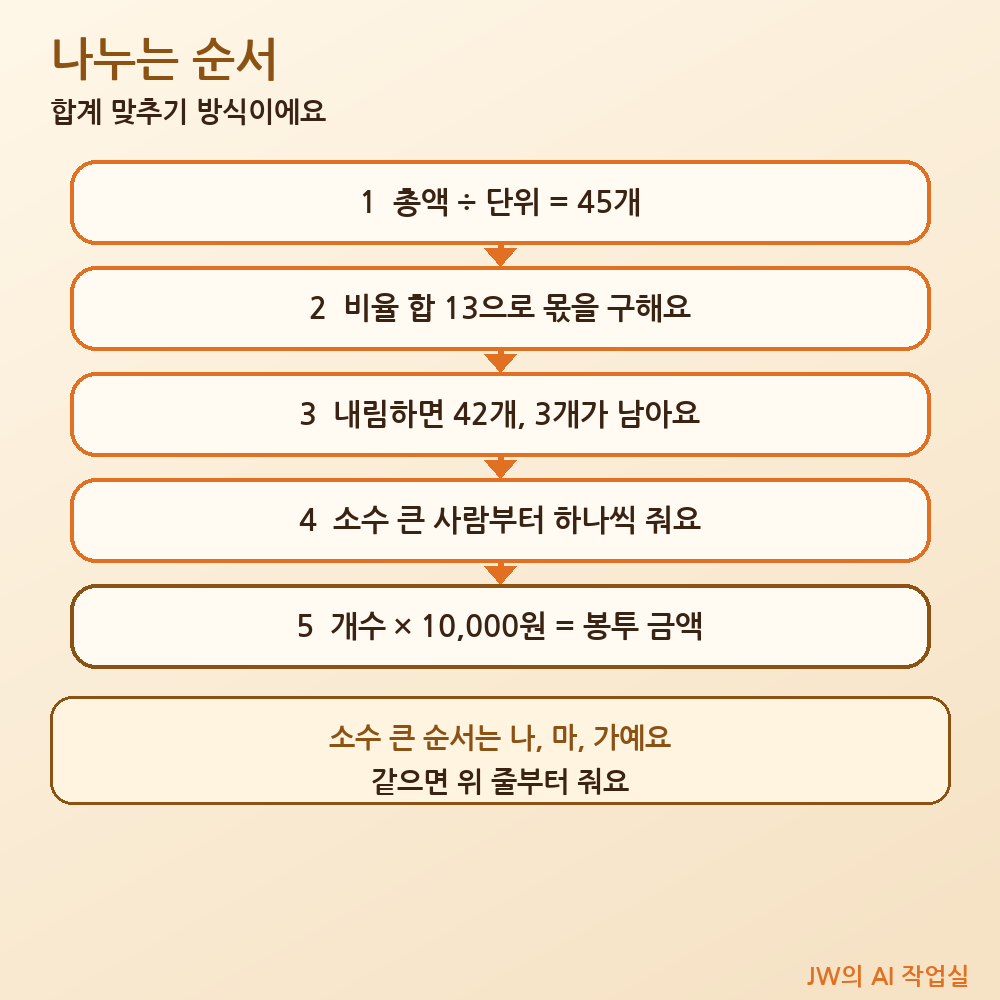 나누는 순서
합계 맞추기 방식이에요
1 총액 ÷ 단위 = 45개
2 비율 합 13으로 몫을 구해요
3 내림하면 42개, 3개가 남아요
4 소수 큰 사람부터 하나씩 줘요
5 개수 × 10,000원 = 봉투 금액
소수 큰 순서는 나, 마, 가예요
같으면 위 줄부터 줘요
JW의 AI 작업실